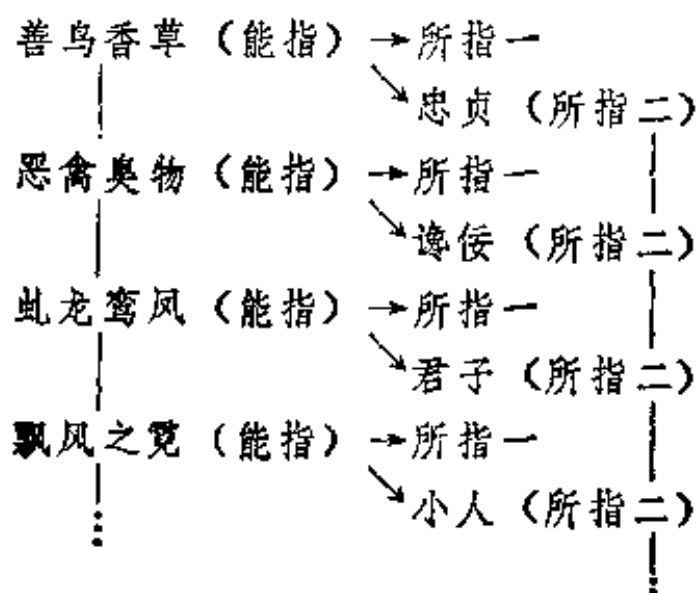 善鸟香草（能指）→所指一
忠贞（所指二）
恶禽臭物（能指）→所指一
谗佞（所指二）
虬龙鸾凤（能指）→所指一
君子（所指二）
飘风之霓（能指）→所指一
小人（所指二）